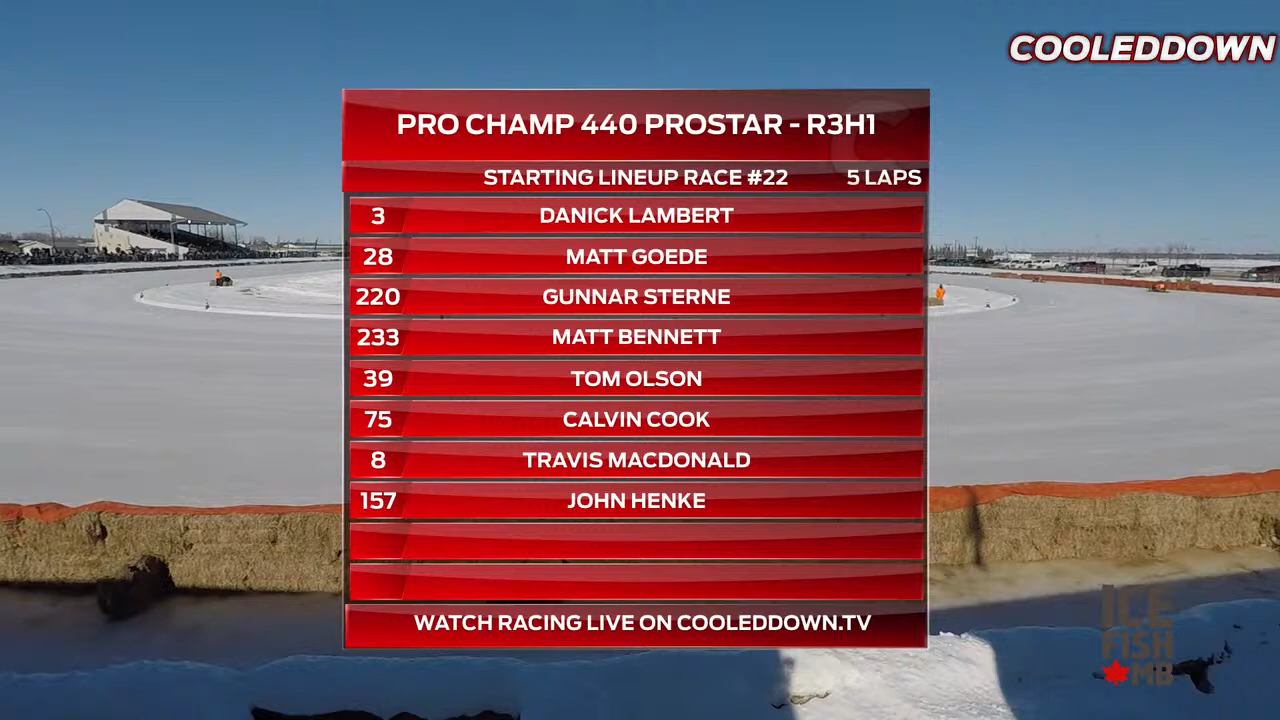 COOLEDDOWN
PRO CHAMP 440 PROSTAR - R3H1
STARTING LINEUP RACE #22 5 LAPS
3 DANICK LAMBERT
28 MATT GOEDE
220 GUNNAR STERNE
233 MATT BENNETT
39 TOM OLSON
75 CALVIN COOK
8 TRAVIS MACDONALD
157 JOHN HENKE
WATCH RACING LIVE ON COOLEDDOWN.TV
ICE
FISH
MB